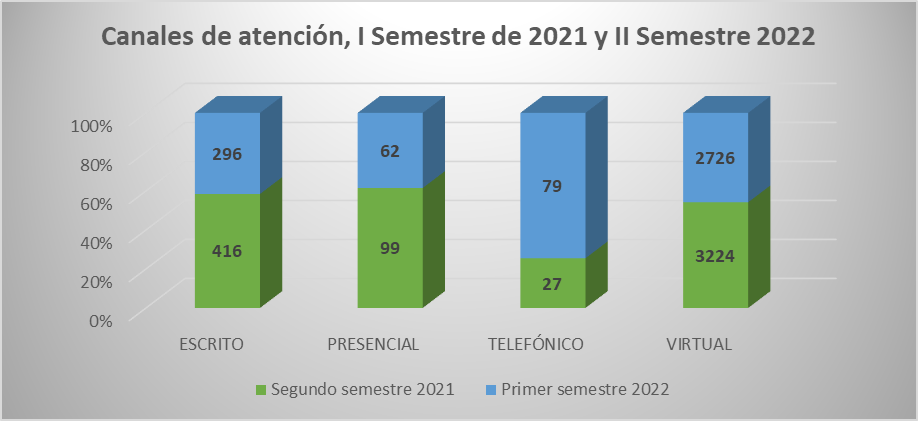 Canales de atención, I Semestre de 2021 y II Semestre 2022
100%
80%
60%
40%
20%
0%
296
62
79
2726
416
99
27
3224
ESCRITO
PRESENCIAL
TELEFÓNICO
VIRTUAL
Segundo semestre 2021
Primer semestre 2022